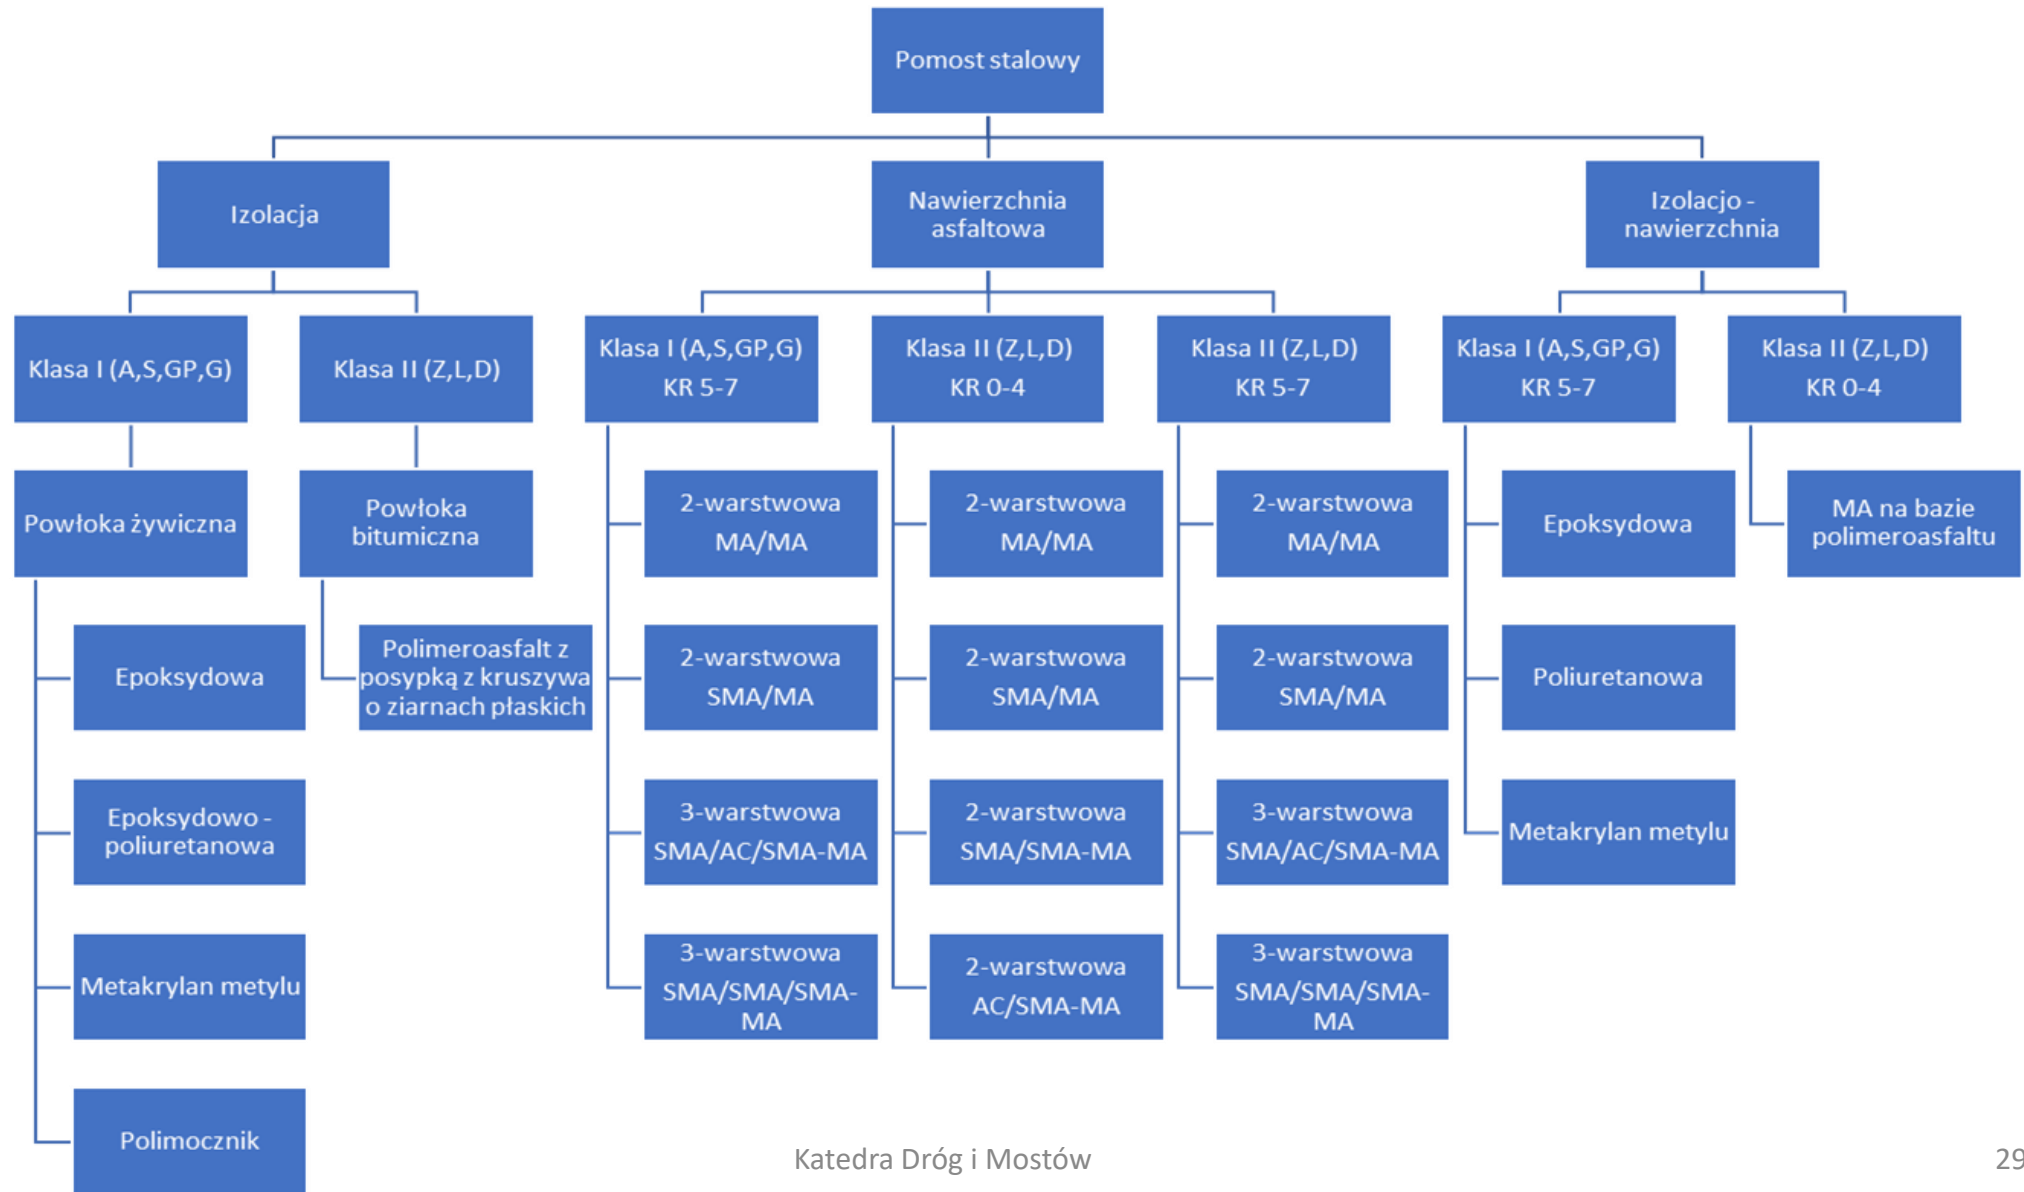 Pomost stalowy
Izolacja
Nawierzchnia
asfaltowa
Izolacjo -
nawierzchnia
Klasa I (A,S,GP,G)
Klasa II (Z,L,D)
Klasa I (A,S,GP,G)
KR 5-7
Klasa II (Z,L,D)
KR 0-4
Klasa II (Z,L,D)
KR 5-7
Klasa I (A,S,GP,G)
KR 5-7
Klasa II (Z,L,D)
KR 0-4
Powłoka żywiczna
Powłoka
bitumiczna
2-warstwowa
MA/MA
2-warstwowa
MA/MA
2-warstwowa
MA/MA
Epoksydowa
MA na bazie
polimeroasfaltu
Epoksydowa
Polimeroasfalt z
posypką z kruszywa
o ziarnach płaskich
2-warstwowa
SMA/MA
2-warstwowa
SMA/MA
2-warstwowa
SMA/MA
Poliuretanowa
Epoksydowo -
poliuretanowa
3-warstwowa
SMA/AC/SMA-MA
2-warstwowa
SMA/SMA-MA
3-warstwowa
SMA/AC/SMA-MA
Metakrylan metylu
Metakrylan metylu
3-warstwowa
SMA/SMA/SMA-
MA
2-warstwowa
AC/SMA-MA
3-warstwowa
SMA/SMA/SMA-
MA
Polimocznik
Katedra Dróg i Mostów
29